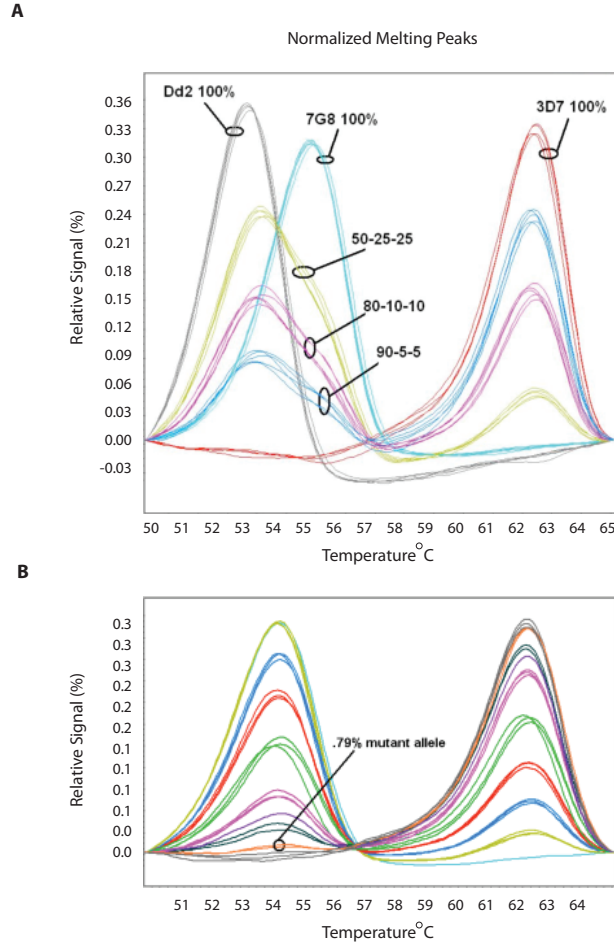 A
Normalized Melting Peaks
Dd2 100%
7G8 100%
3D7 100%
50-25-25
80-10-10
90-5-5
Relative Signal (%)
0.36
0.33
0.30
0.27
0.24
0.21
0.18
0.15
0.12
0.09
0.06
0.03
0.00
-0.03
50 51 52 53 54 55 56 57 58 59 60 61 62 63 64 65
Temperature°C
B
Relative Signal (%)
0.3
0.3
0.3
0.2
0.2
0.2
0.1
0.1
0.1
0.0
0.0
.79% mutant allele
51 52 53 54 55 56 57 58 59 60 61 62 63 64
Temperature°C